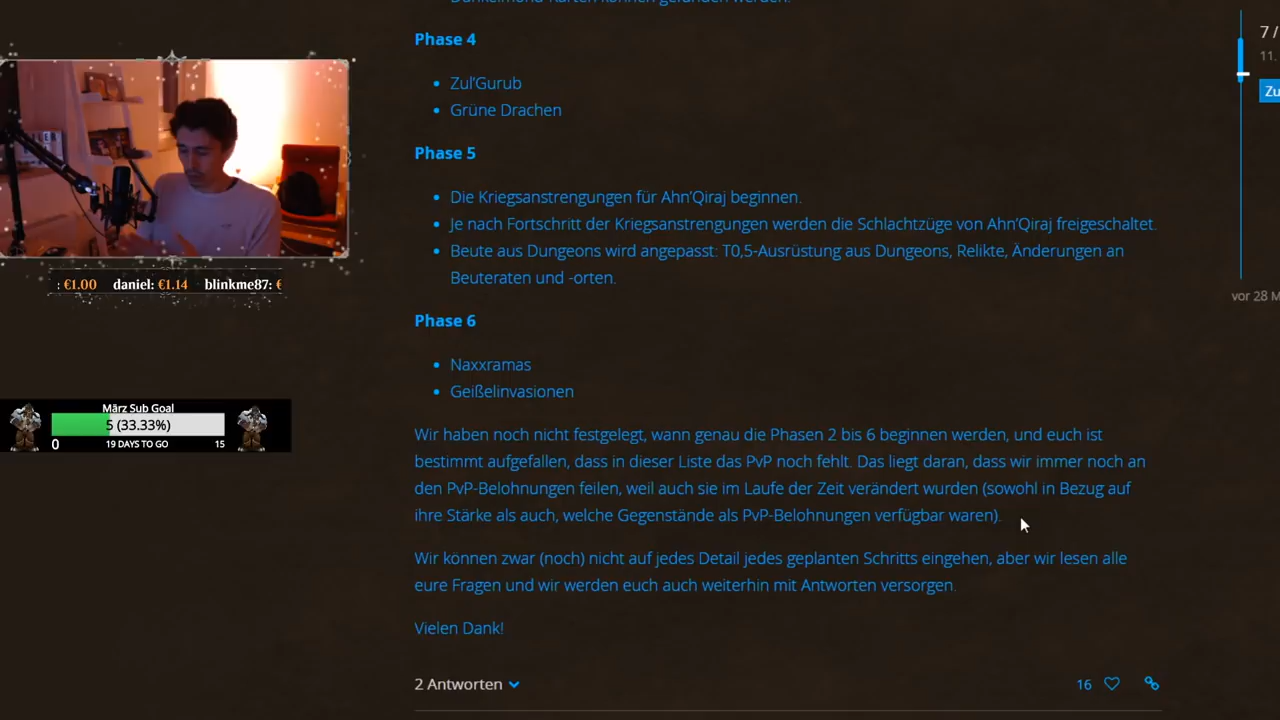 Dunkelmond-Karten können gefunden werden.
Phase 4
Zul'Gurub
Grüne Drachen
Phase 5
Die Kriegsanstrengungen für Ahn'Qiraj beginnen.
Je nach Fortschritt der Kriegsanstrengungen werden die Schlachtzüge von Ahn'Qiraj freigeschaltet.
Beute aus Dungeons wird angepasst: T0,5-Ausrüstung aus Dungeons, Relikte, Änderungen an
Beuteraten und -orten.
Phase 6
Naxxramas
Geißelinvasionen
Wir haben noch nicht festgelegt, wann genau die Phasen 2 bis 6 beginnen werden, und euch ist
bestimmt aufgefallen, dass in dieser Liste das PvP noch fehlt. Das liegt daran, dass wir immer noch an
den PvP-Belohnungen feilen, weil auch sie im Laufe der Zeit verändert wurden (sowohl in Bezug auf
ihre Stärke als auch, welche Gegenstände als PvP-Belohnungen verfügbar waren).
Wir können zwar (noch) nicht auf jedes Detail jedes geplanten Schritts eingehen, aber wir lesen alle
eure Fragen und wir werden euch auch weiterhin mit Antworten versorgen.
Vielen Dank!
2 Antworten
16
7 /
11.
Zu
vor 28 M
: €1.00 daniel: €1.14 blinkme87: €
März Sub Goal
5 (33.33%)
0 19 DAYS TO GO 15